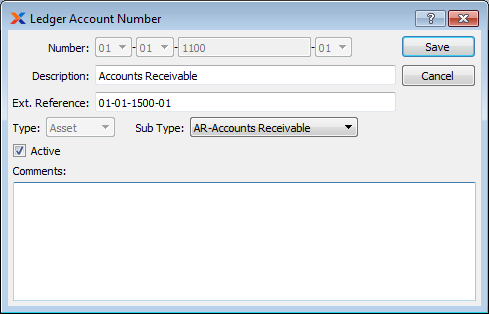 Ledger Account Number
?
Number: 01 - 01 - 1100 - 01 Save
Description: Accounts Receivable Cancel
Ext. Reference: 01-01-1500-01
Type: Asset Sub Type: AR-Accounts Receivable
Active
Comments: